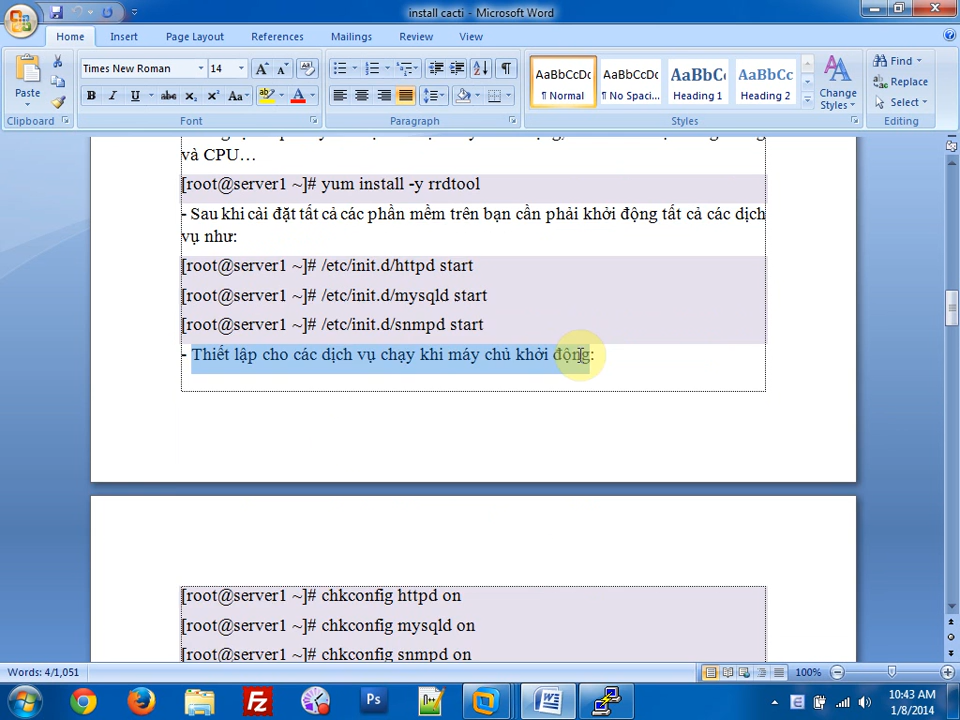 install cacti - Microsoft Word
Home Insert Page Layout References Mailings Review View
Paste
Clipboard
Times New Roman 14
B I U abc x₂ x² Aa
Font
Paragraph
AaBbCcDc AaBbCcDc AaBbCc AaBbCc
¶ Normal ¶ No Spaci... Heading 1 Heading 2
Change Styles
Styles
Find
Replace
Select
Editing
và CPU…
[root@server1 ~]# yum install -y rrdtool
- Sau khi cài đặt tất cả các phần mềm trên bạn cần phải khởi động tất cả các dịch
vụ như:
[root@server1 ~]# /etc/init.d/httpd start
[root@server1 ~]# /etc/init.d/mysqld start
[root@server1 ~]# /etc/init.d/snmpd start
- Thiết lập cho các dịch vụ chạy khi máy chủ khởi động:
[root@server1 ~]# chkconfig httpd on
[root@server1 ~]# chkconfig mysqld on
[root@server1 ~]# chkconfig snmpd on
Words: 4/1,051
100%
10:43 AM
1/8/2014